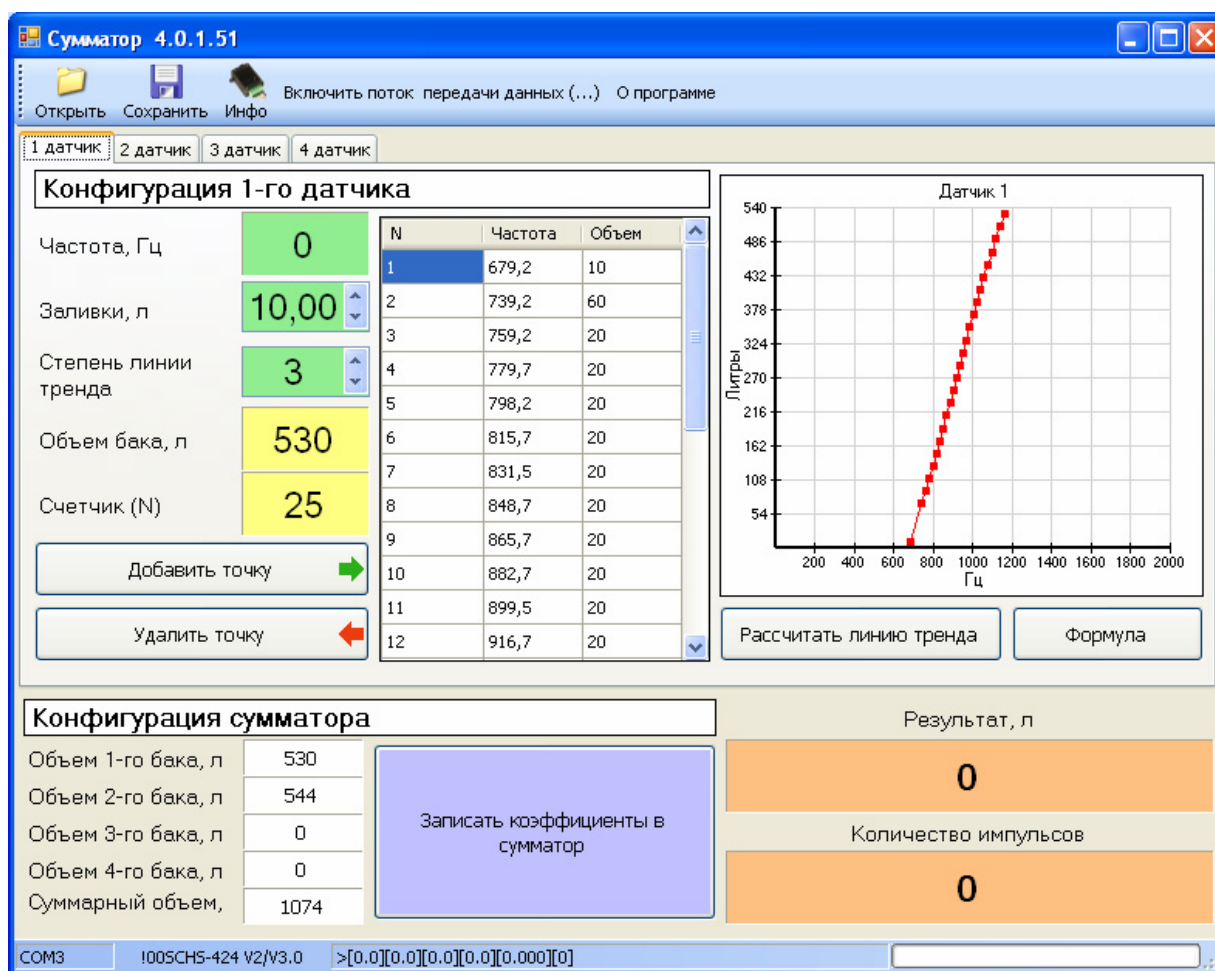 Сумматор 4.0.1.51
Открыть Сохранить Инфо Включить поток передачи данных (...) О программе
1 датчик 2 датчик 3 датчик 4 датчик
Конфигурация 1-го датчика
Частота, Гц 0
Заливки, л 10,00
Степень линии
тренда 3
Объем бака, л 530
Счетчик (N) 25
Добавить точку
Удалить точку
N Частота Объем
1 679,2 10
2 739,2 60
3 759,2 20
4 779,7 20
5 798,2 20
6 815,7 20
7 831,5 20
8 848,7 20
9 865,7 20
10 882,7 20
11 899,5 20
12 916,7 20
Датчик 1
Литры
540
486
432
378
324
270
216
162
108
54
200 400 600 800 1000 1200 1400 1600 1800 2000
Гц
Рассчитать линию тренда Формула
Конфигурация сумматора
Объем 1-го бака, л 530
Объем 2-го бака, л 544
Объем 3-го бака, л 0
Объем 4-го бака, л 0
Суммарный объем, 1074
Записать коэффициенты в
сумматор
Результат, л
0
Количество импульсов
0
COM3 !00SCHS-424 V2/V3.0 >[0.0][0.0][0.0][0.0][0.000][0]